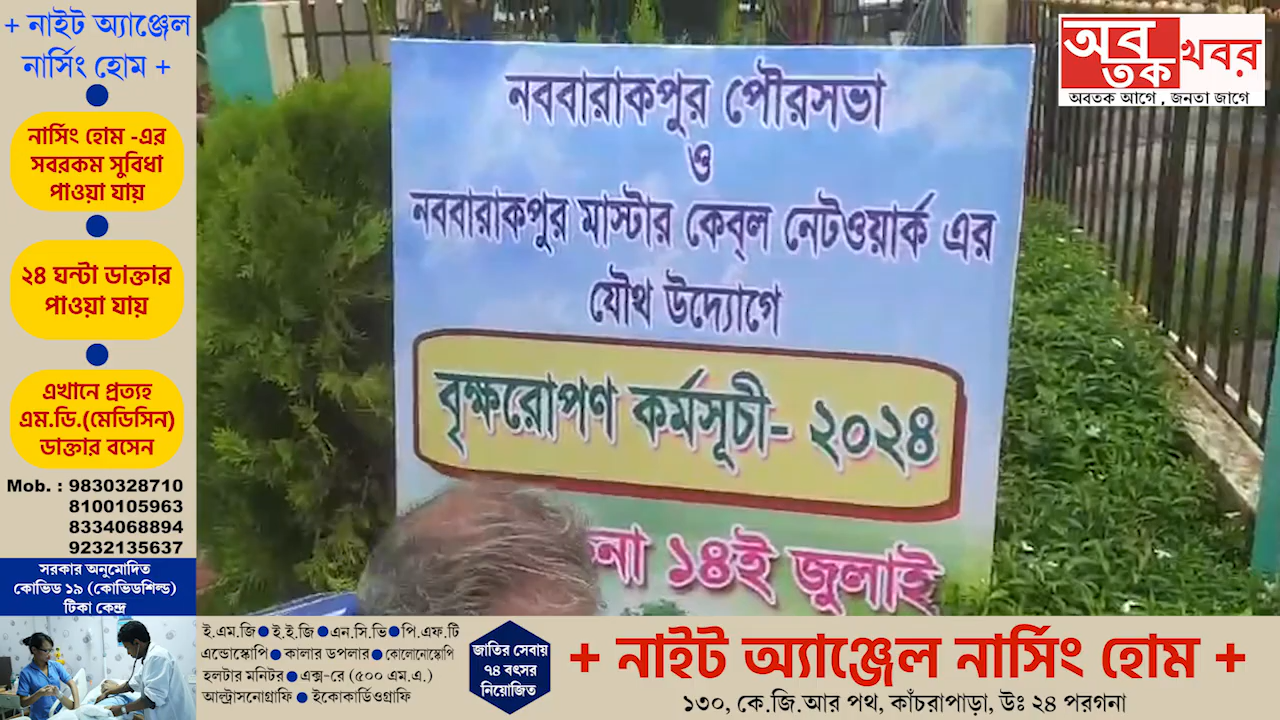 + নাইট অ্যাঞ্জেল
নার্সিং হোম +
নার্সিং হোম -এর
সবরকম সুবিধা
পাওয়া যায়
২৪ ঘন্টা ডাক্তার
পাওয়া যায়
এখানে প্রত্যহ
এম.ডি.(মেডিসিন)
ডাক্তার বসেন
Mob. : 9830328710
8100105963
8334068894
9232135637
সরকার অনুমোদিত
কোভিড ১৯ (কোভিডশিল্ড)
টিকা কেন্দ্র
নববারাকপুর পৌরসভা
ও
নববারাকপুর মাস্টার কেব্‌ল নেটওয়ার্ক এর
যৌথ উদ্যোগে
বৃক্ষরোপণ কর্মসূচী- ২০২৪
১৪ই জুলাই
অব
তক খবর
অবতক আগে , জনতা জাগে
ই.এম.জি ● ই.ই.জি ● এন.সি.ভি ● পি.এফ.টি
এন্ডোস্কোপি ● কালার ডপলার ● কোলোনোস্কোপি
হলটার মনিটর ● এক্স-রে (৫০০ এম.এ.)
আল্ট্রাসনোগ্রাফি ● ইকোকার্ডিওগ্রাফি
জাতির সেবায়
৭৪ বৎসর
নিয়োজিত
+ নাইট অ্যাঞ্জেল নার্সিং হোম +
১৩০, কে.জি.আর পথ, কাঁচরাপাড়া, উঃ ২৪ পরগনা